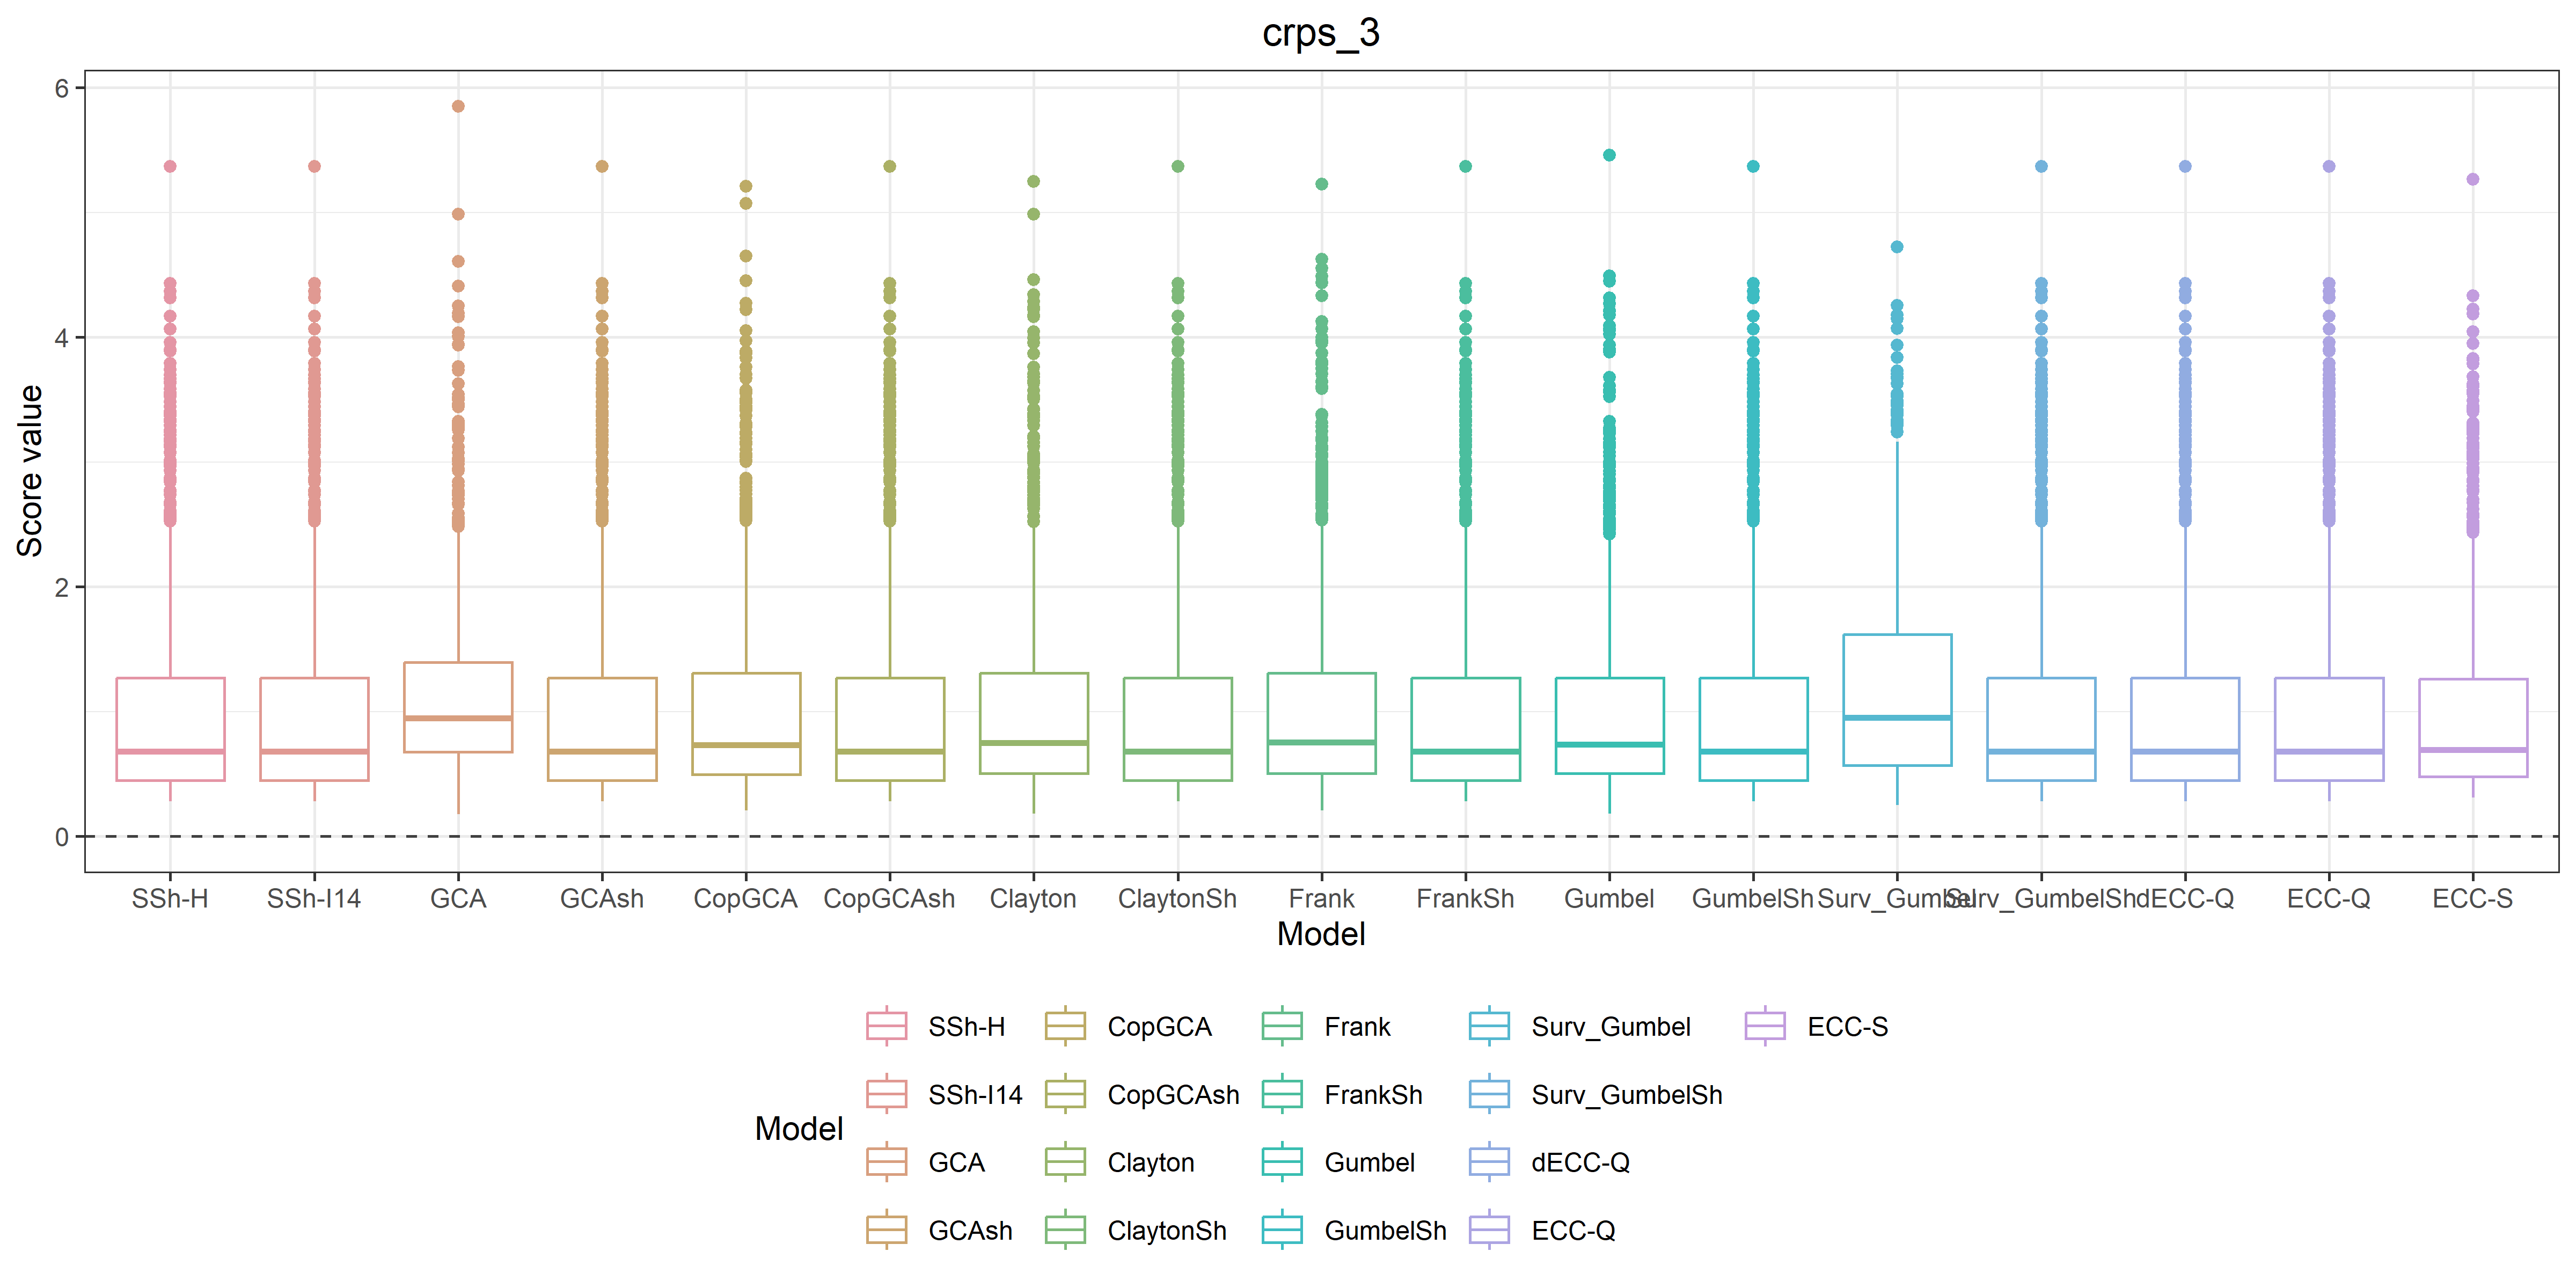 crps_3
6
4
2
0
Score value
SSh-H SSh-I14 GCA GCAsh CopGCA CopGCAsh Clayton ClaytonSh Frank FrankSh Gumbel GumbelSh Surv_Gumbel Surv_GumbelSh dECC-Q ECC-Q ECC-S
Model
Model
SSh-H CopGCA Frank Surv_Gumbel ECC-S
SSh-I14 CopGCAsh FrankSh Surv_GumbelSh
GCA Clayton Gumbel dECC-Q
GCAsh ClaytonSh GumbelSh ECC-Q